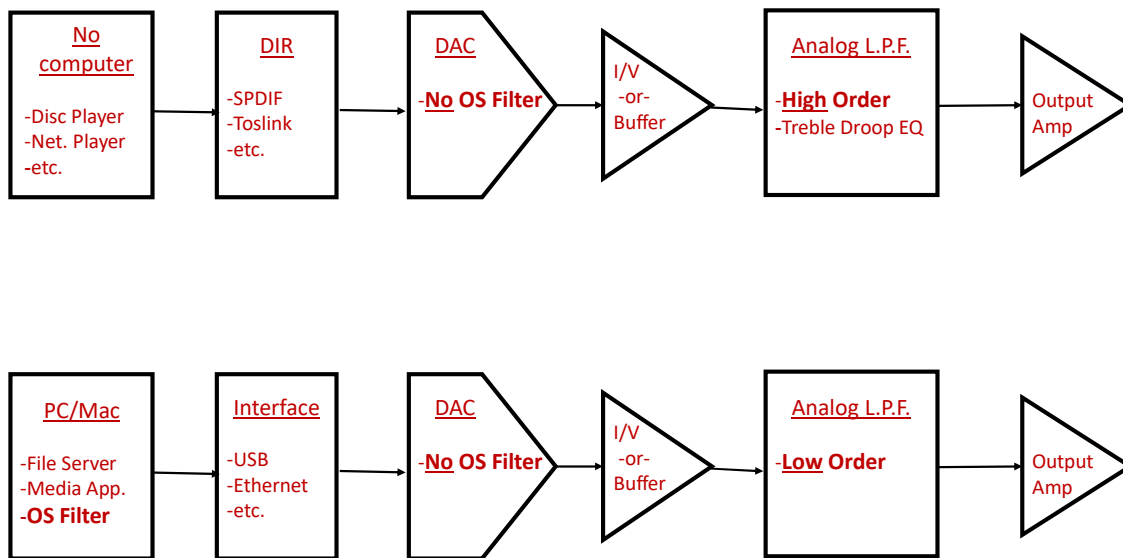 No
computer
-Disc Player
-Net. Player
-etc.
DIR
-SPDIF
-Toslink
-etc.
DAC
-No OS Filter
I/V
-or-
Buffer
Analog L.P.F.
-High Order
-Treble Droop EQ
Output
Amp
PC/Mac
-File Server
-Media App.
-OS Filter
Interface
-USB
-Ethernet
-etc.
DAC
-No OS Filter
I/V
-or-
Buffer
Analog L.P.F.
-Low Order
Output
Amp